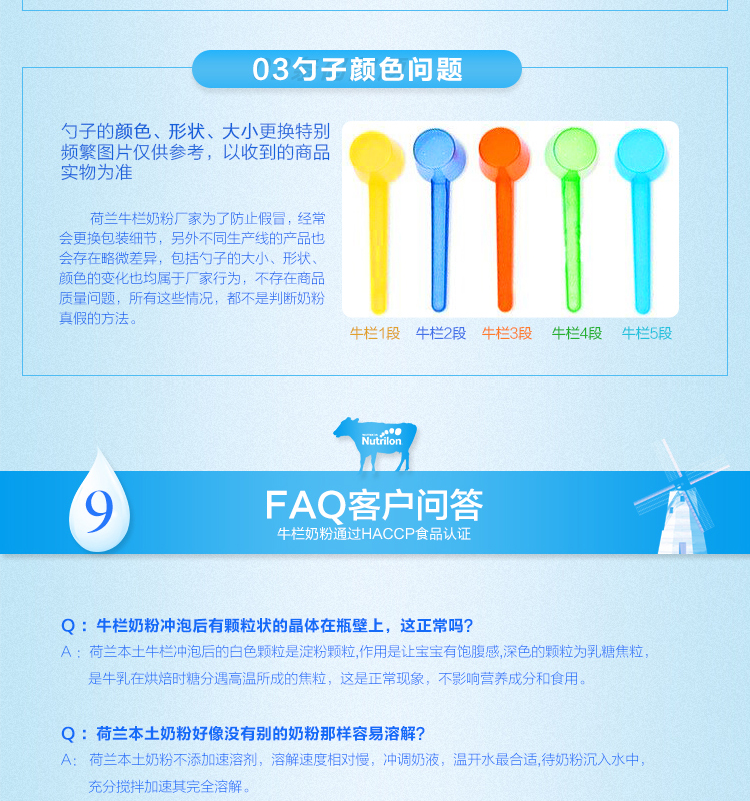 03勺子颜色问题
勺子的颜色、形状、大小更换特别
频繁图片仅供参考，以收到的商品
实物为准
荷兰牛栏奶粉厂家为了防止假冒，经常
会更换包装细节，另外不同生产线的产品也
会存在略微差异，包括勺子的大小、形状、
颜色的变化也均属于厂家行为，不存在商品
质量问题，所有这些情况，都不是判断奶粉
真假的方法。
牛栏1段 牛栏2段 牛栏3段 牛栏4段 牛栏5段
Nutrilon
9
FAQ客户问答
牛栏奶粉通过HACCP食品认证
Q：牛栏奶粉冲泡后有颗粒状的晶体在瓶壁上，这正常吗?
A：荷兰本土牛栏冲泡后的白色颗粒是淀粉颗粒,作用是让宝宝有饱腹感,深色的颗粒为乳糖焦粒，
是牛乳在烘焙时糖分遇高温所成的焦粒，这是正常现象，不影响营养成分和食用。
Q：荷兰本土奶粉好像没有别的奶粉那样容易溶解?
A：荷兰本土奶粉不添加速溶剂，溶解速度相对慢，冲调奶液，温开水最合适,待奶粉沉入水中，
充分搅拌加速其完全溶解。